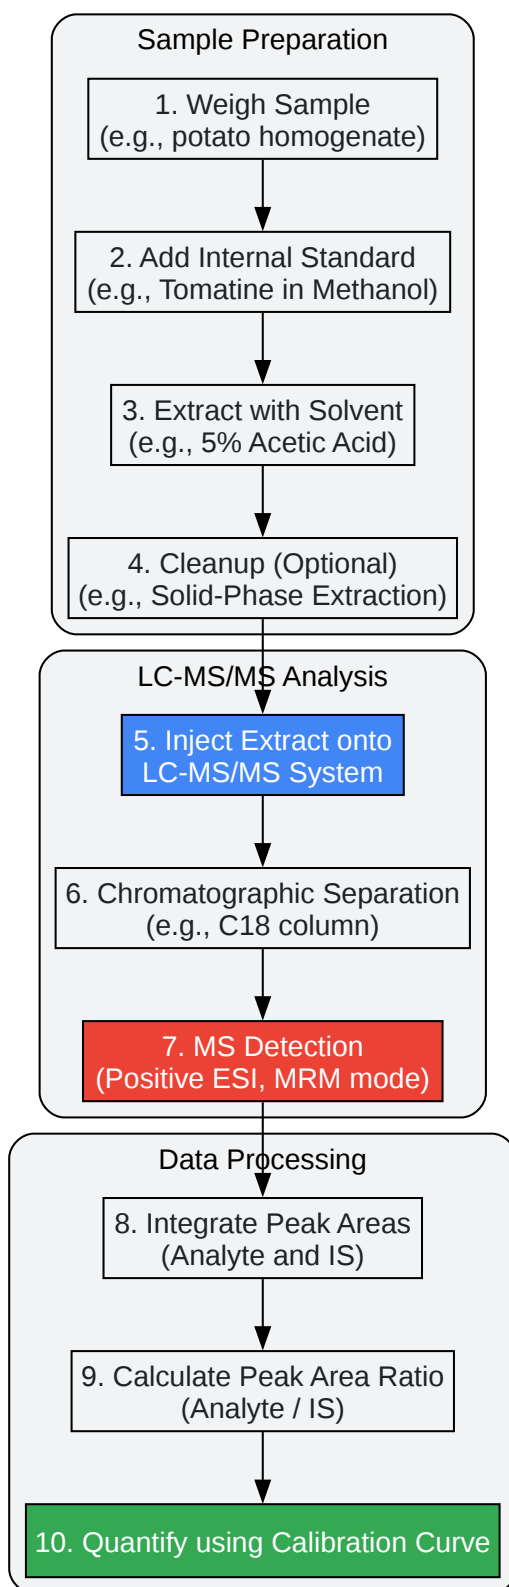 Sample Preparation
1. Weigh Sample
(e.g., potato homogenate)
2. Add Internal Standard
(e.g., Tomatine in Methanol)
3. Extract with Solvent
(e.g., 5% Acetic Acid)
4. Cleanup (Optional)
(e.g., Solid-Phase Extraction)
LC-MS/MS Analysis
5. Inject Extract onto
LC-MS/MS System
6. Chromatographic Separation
(e.g., C18 column)
7. MS Detection
(Positive ESI, MRM mode)
Data Processing
8. Integrate Peak Areas
(Analyte and IS)
9. Calculate Peak Area Ratio
(Analyte / IS)
10. Quantify using Calibration Curve